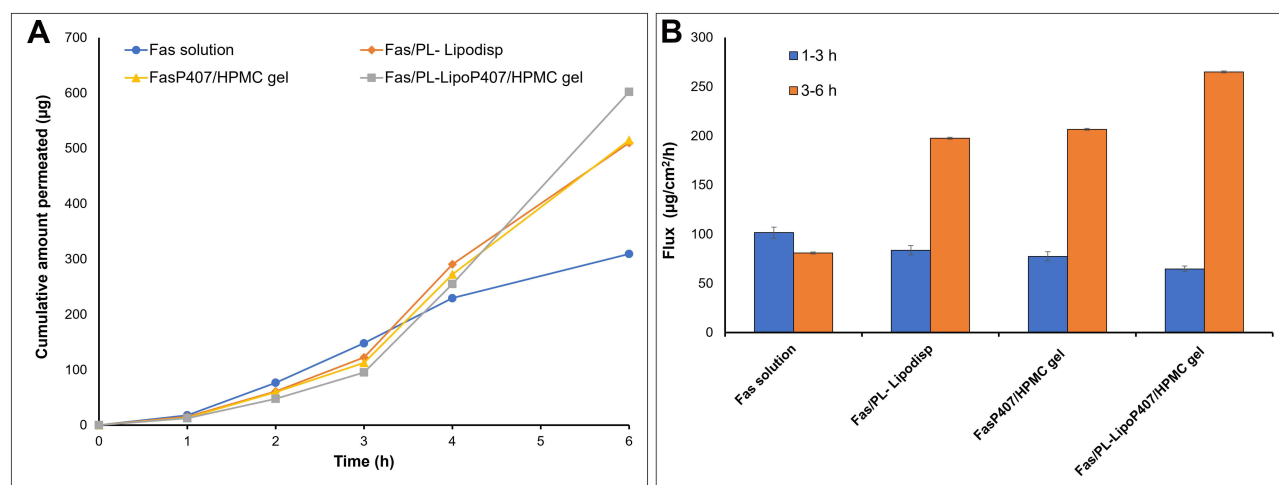 A
Fas solution
Fas/PL- Lipodisp
FasP407/HPMC gel
Fas/PL-LipoP407/HPMC gel
Cumulative amount permeated (µg)
700
600
500
400
300
200
100
0
0 1 2 3 4 5 6
Time (h)
B
1-3 h
3-6 h
Flux (µg/cm²/h)
300
250
200
150
100
50
0
Fas solution
Fas/PL- Lipodisp
FasP407/HPMC gel
Fas/PL-LipoP407/HPMC gel